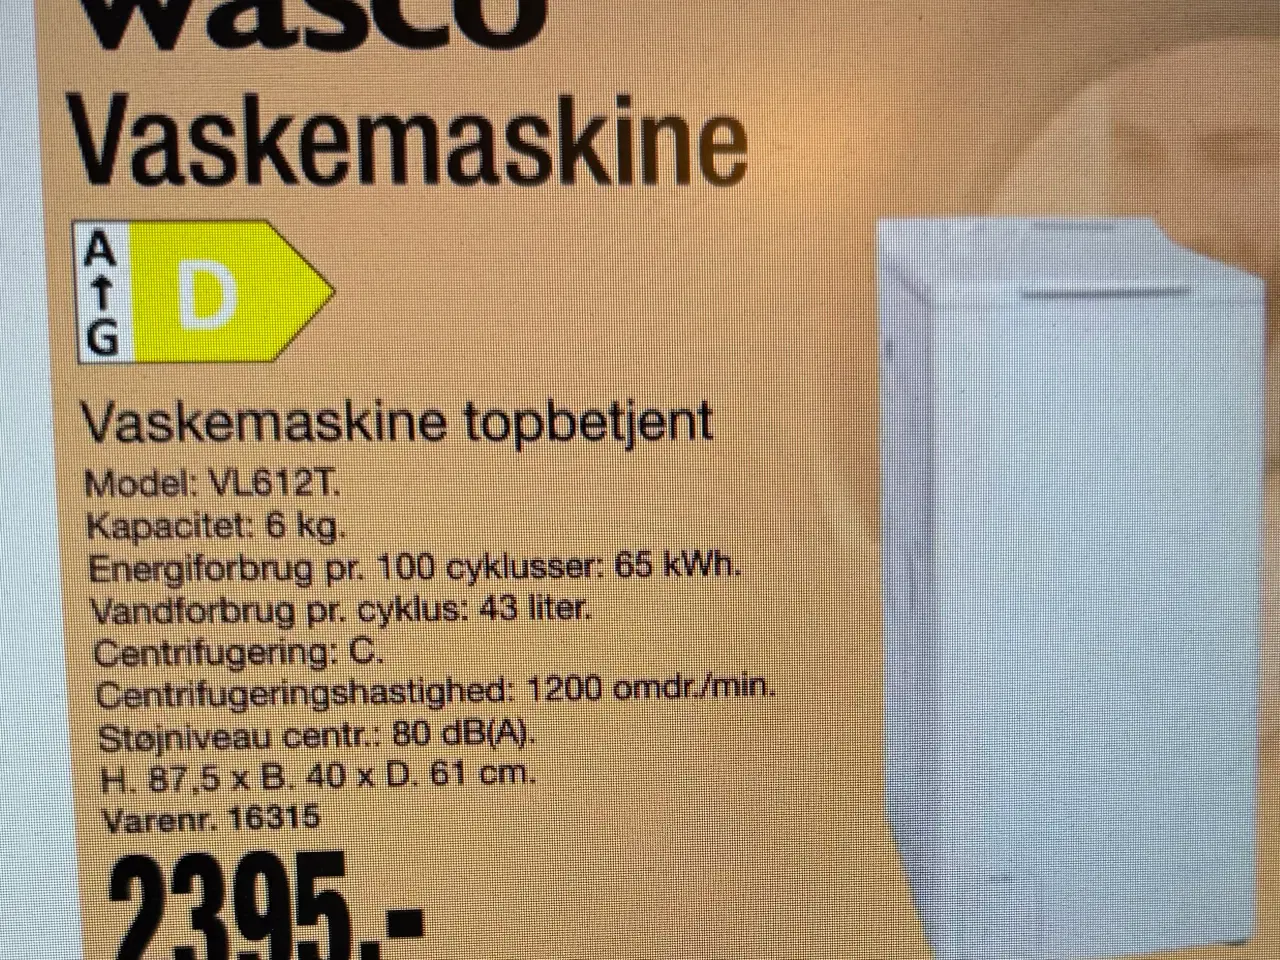 wasco
Vaskemaskine
A
↑
G
D
Vaskemaskine topbetjent
Model: VL612T.
Kapacitet: 6 kg.
Energiforbrug pr. 100 cyklusser: 65 kWh.
Vandforbrug pr. cyklus: 43 liter.
Centrifugering: C.
Centrifugeringshastighed: 1200 omdr./min.
Støjniveau centr.: 80 dB(A).
H. 87,5 x B. 40 x D. 61 cm.
Varenr. 16315
2395.-